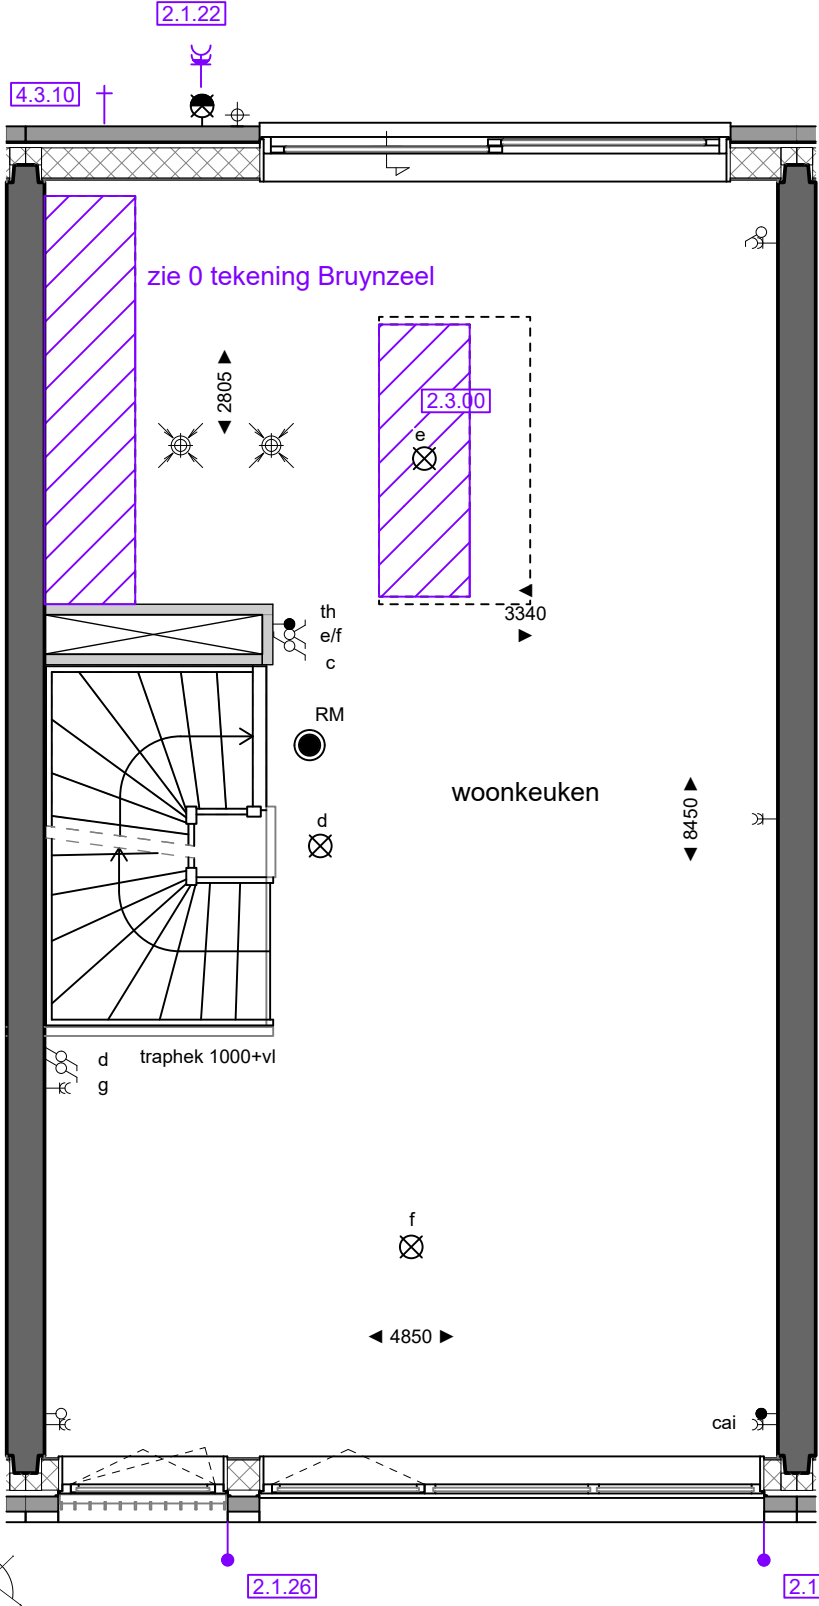 2.1.22
4.3.10
zie 0 tekening Bruynzeel
2805
2.3.00
e
3340
th
e/f
c
RM
woonkeuken
8450
d
d
traphek 1000+vl
g
f
4850
cai
2.1.26
2.1